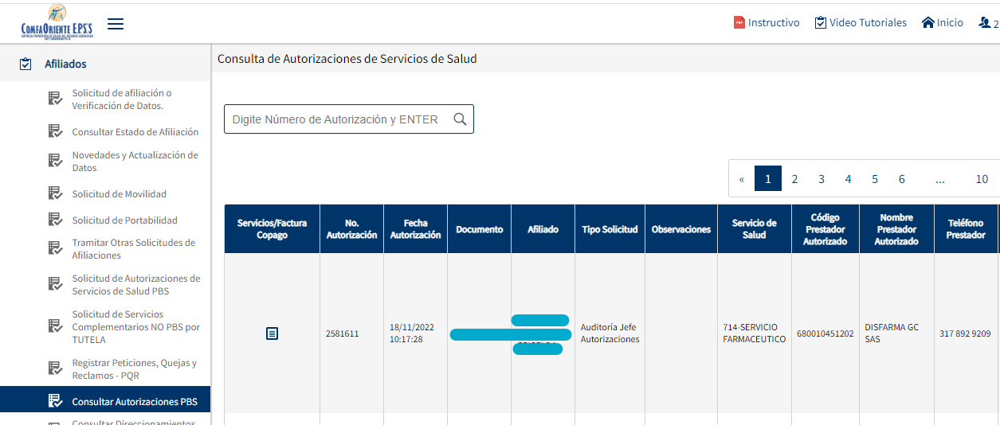 COMFAORIENTE E.P.S'S
Instructivo
Video Tutoriales
Inicio
2
Afiliados
Solicitud de afiliación o
Verificación de Datos.
Consultar Estado de Afiliación
Novedades y Actualización de
Datos
Solicitud de Movilidad
Solicitud de Portabilidad
Tramitar Otras Solicitudes de
Afiliaciones
Solicitud de Autorizaciones de
Servicios de Salud PBS
Solicitud de Servicios
Complementarios NO PBS por
TUTELA
Registrar Peticiones, Quejas y
Reclamos - PQR
Consultar Autorizaciones PBS
Consultar Direccionamientos
Consulta de Autorizaciones de Servicios de Salud
Digite Número de Autorización y ENTER
« 1 2 3 4 5 6 ... 10
Servicios/Factura
Copago
No.
Autorización
Fecha
Autorización
Documento
Afiliado
Tipo Solicitud
Observaciones
Servicio de
Salud
Código
Prestador
Autorizado
Nombre
Prestador
Autorizado
Teléfono
Prestador
2581611
18/11/2022
10:17:28
Auditoría Jefe
Autorizaciones
714-SERVICIO
FARMACEUTICO
680010451202
DISFARMA GC
SAS
317 892 9209